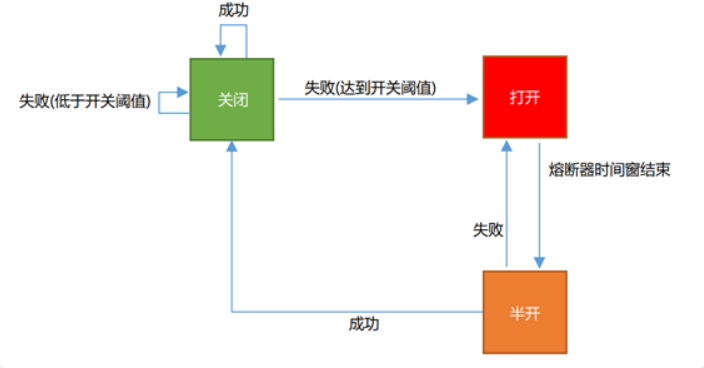 成功
失败(低于开关阈值)
关闭
失败(达到开关阈值)
打开
熔断器时间窗结束
失败
半开
成功